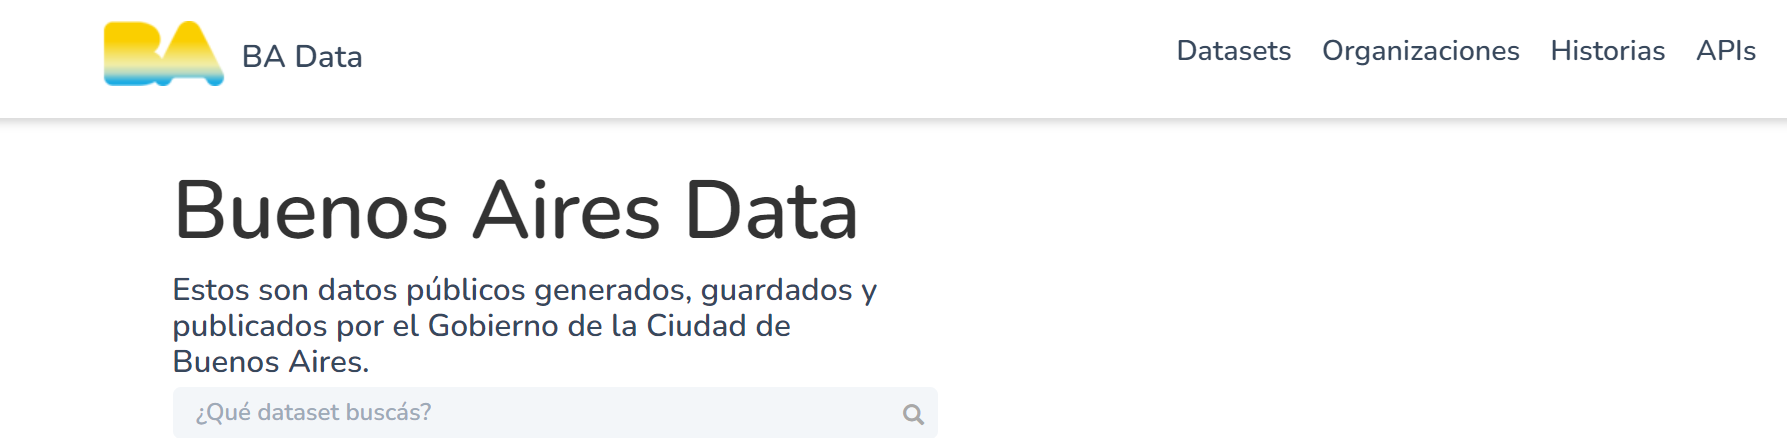 BA
BA Data
Datasets Organizaciones Historias APIs
Buenos Aires Data
Estos son datos públicos generados, guardados y
publicados por el Gobierno de la Ciudad de
Buenos Aires.
¿Qué dataset buscás?